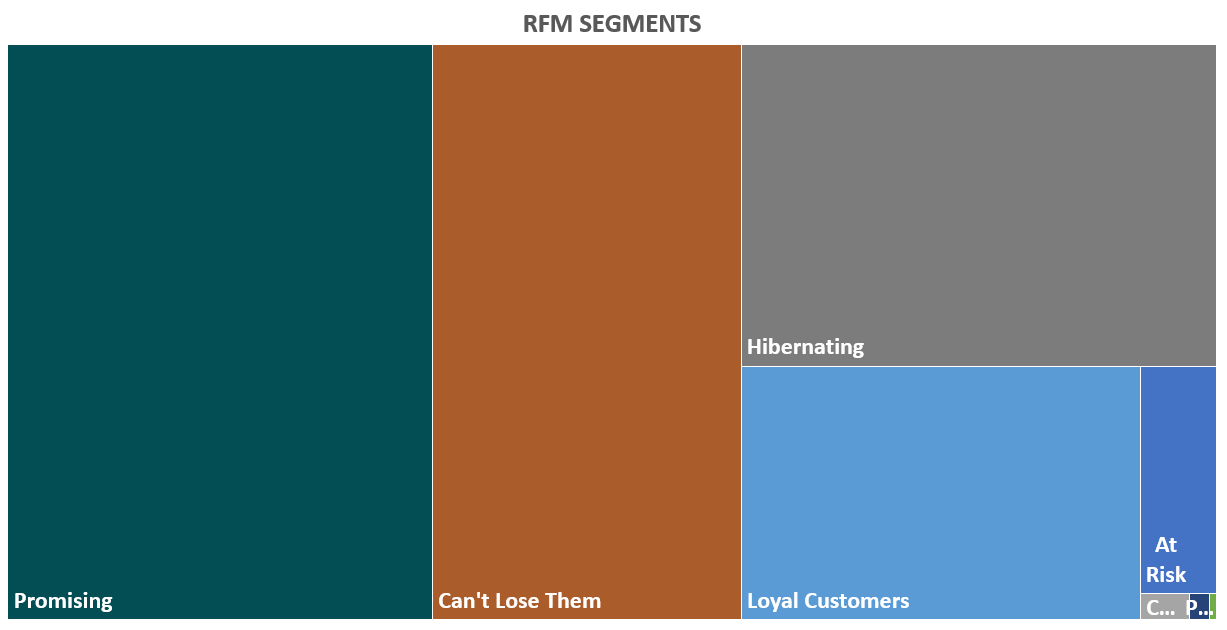 RFM SEGMENTS
Promising
Can't Lose Them
Hibernating
Loyal Customers
At
Risk
C...
P...